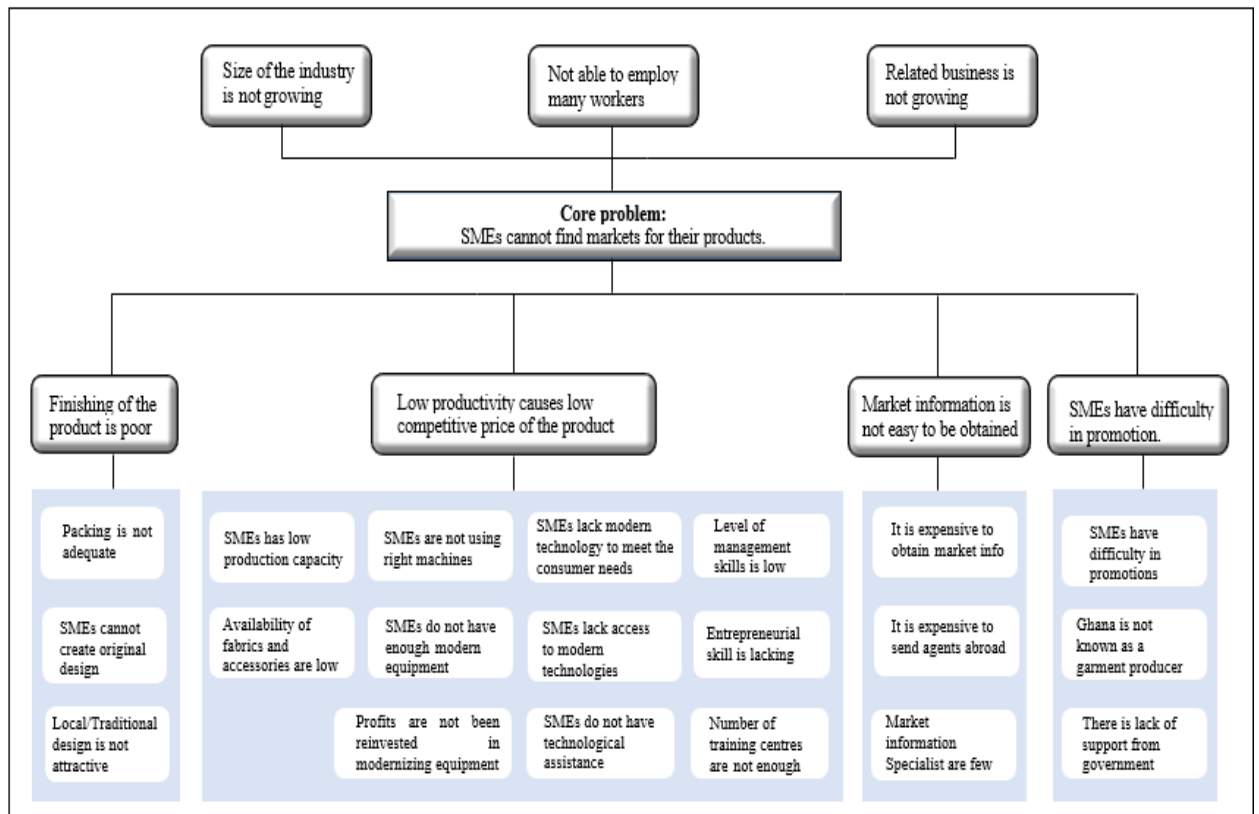 Size of the industry
is not growing
Not able to employ
many workers
Related business is
not growing
Core problem:
SMEs cannot find markets for their products.
Finishing of the
product is poor
Low productivity causes low
competitive price of the product
Market information is
not easy to be obtained
SMEs have difficulty
in promotion.
Packing is not
adequate
SMEs cannot
create original
design
Local/Traditional
design is not
attractive
SMEs has low
production capacity
SMEs are not using
right machines
SMEs lack modern
technology to meet the
consumer needs
Level of
management
skills is low
Availability of
fabrics and
accessories are low
SMEs do not have
enough modern
equipment
SMEs lack access
to modern
technologies
Entrepreneurial
skill is lacking
Profits are not been
reinvested in
modernizing equipment
SMEs do not have
technological
assistance
Number of
training centres
are not enough
It is expensive to
obtain market info
It is expensive to
send agents abroad
Market
information
Specialist are few
SMEs have
difficulty in
promotions
Ghana is not
known as a
garment producer
There is lack of
support from
government